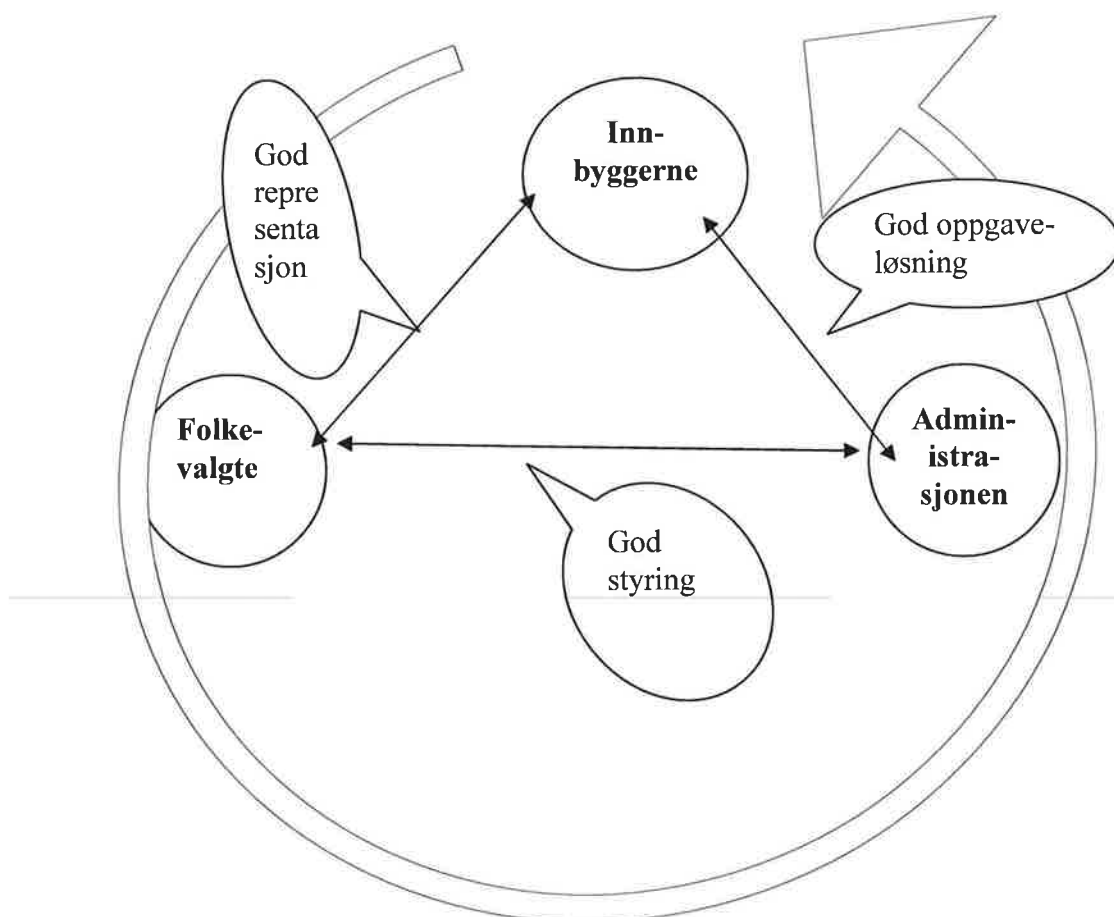 Inn-
byggerne
God
repre
senta
sjon
God oppgave-
løsning
Folke-
valgte
Admin-
istra-
sjonen
God
styring